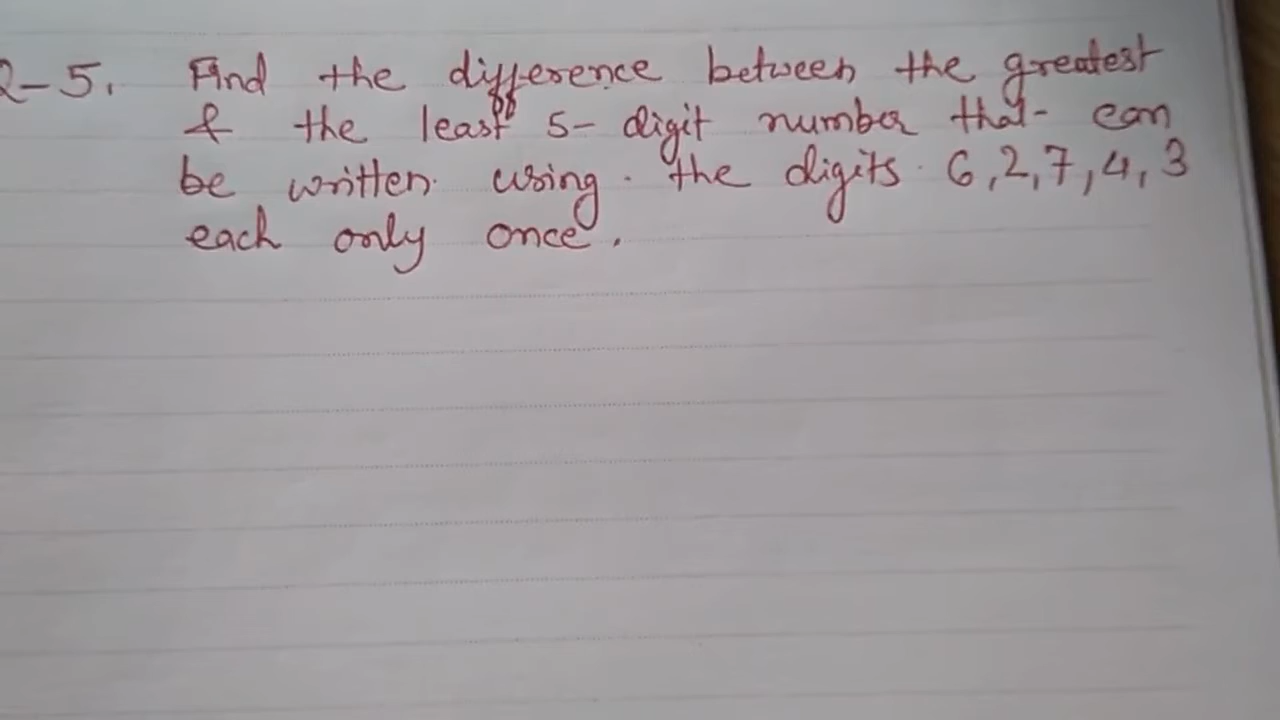 2-5. Find the difference between the greatest
& the least 5- digit number that can
be written using the digits 6,2,7,4,3
each only once.